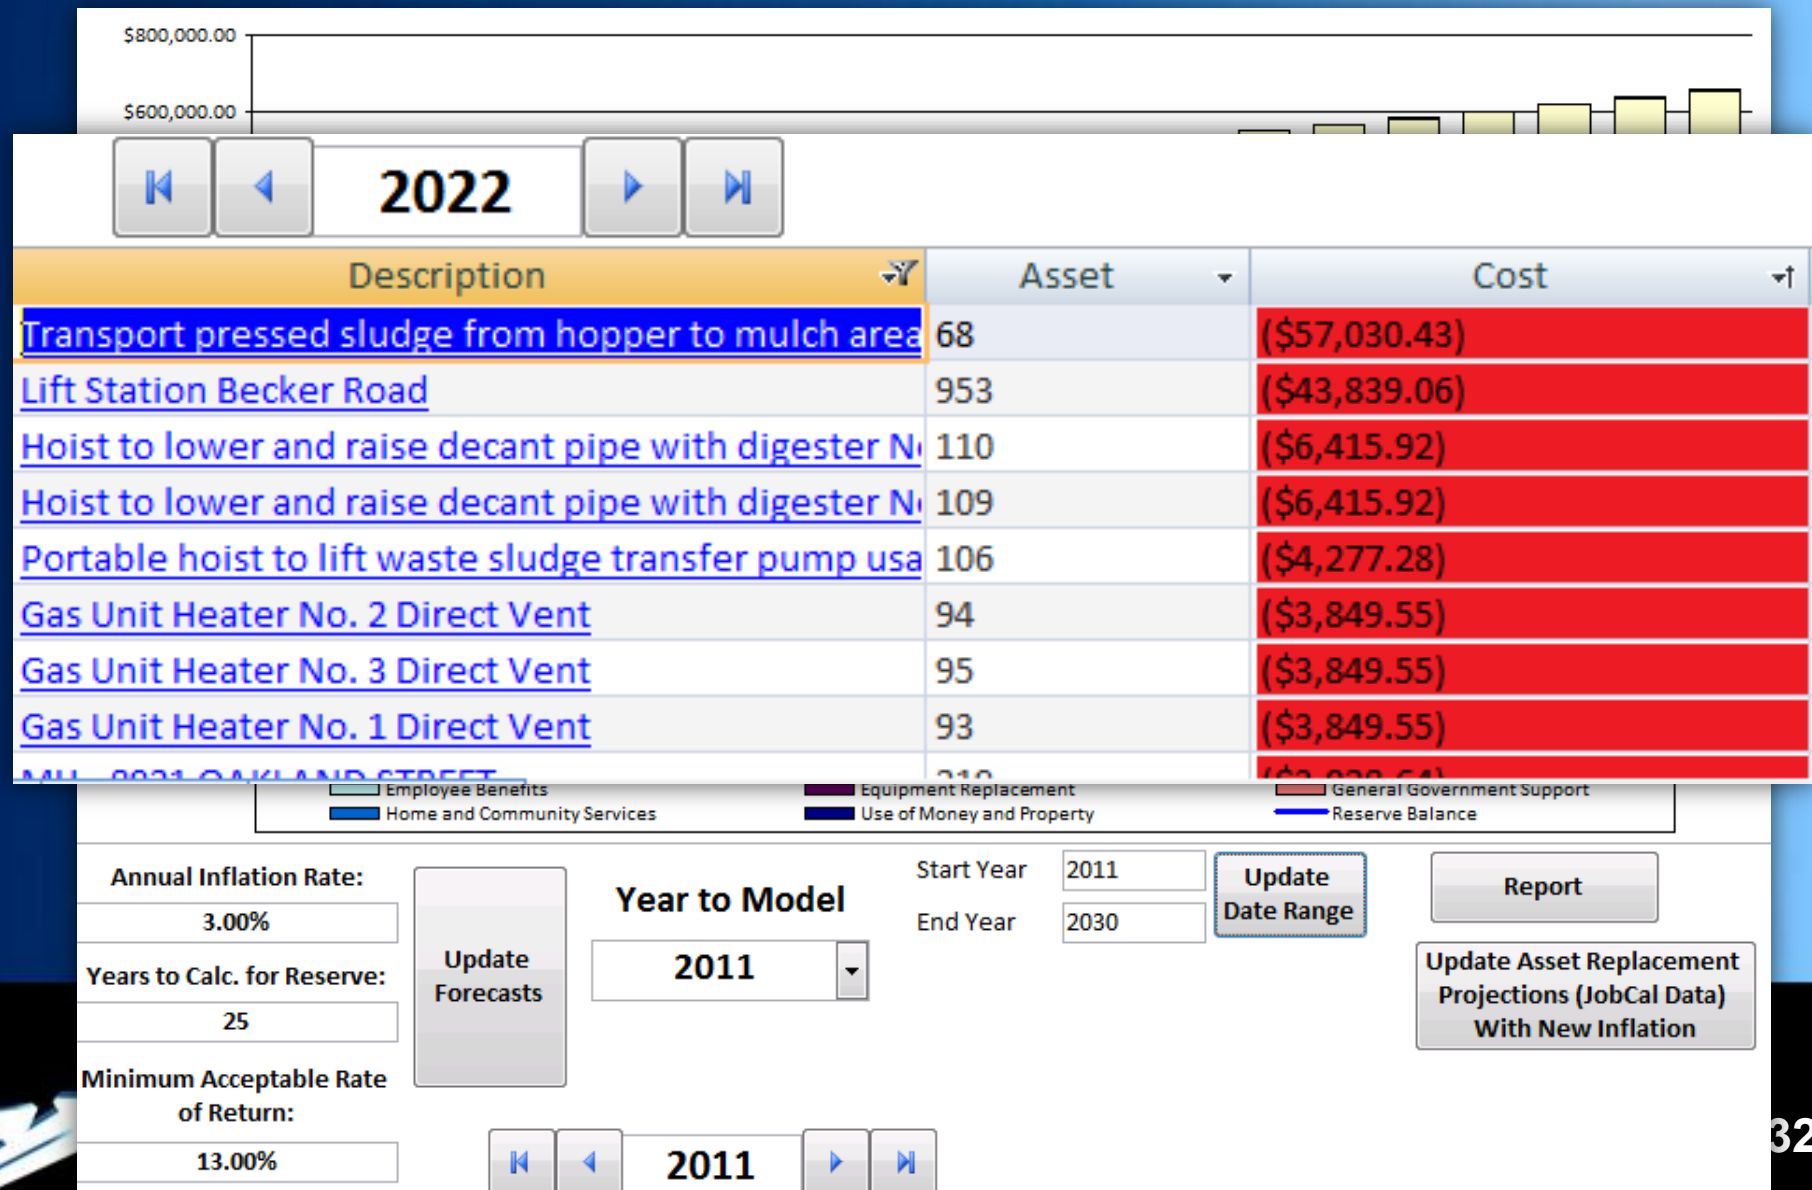 $800,000.00
$600,000.00
2022
Description Asset Cost
Transport pressed sludge from hopper to mulch area 68 ($57,030.43)
Lift Station Becker Road 953 ($43,839.06)
Hoist to lower and raise decant pipe with digester 110 ($6,415.92)
Hoist to lower and raise decant pipe with digester 109 ($6,415.92)
Portable hoist to lift waste sludge transfer pump usa 106 ($4,277.28)
Gas Unit Heater No. 2 Direct Vent 94 ($3,849.55)
Gas Unit Heater No. 3 Direct Vent 95 ($3,849.55)
Gas Unit Heater No. 1 Direct Vent 93 ($3,849.55)
OAKLAND STREET
Employee Benefits Equipment Replacement General Government Support
Home and Community Services Use of Money and Property Reserve Balance
Annual Inflation Rate:
3.00%
Years to Calc. for Reserve:
25
Minimum Acceptable Rate
of Return:
13.00%
Update
Forecasts
Year to Model
2011
Start Year 2011
End Year 2030
Update
Date Range
Report
Update Asset Replacement
Projections (JobCal Data)
With New Inflation
2011
32